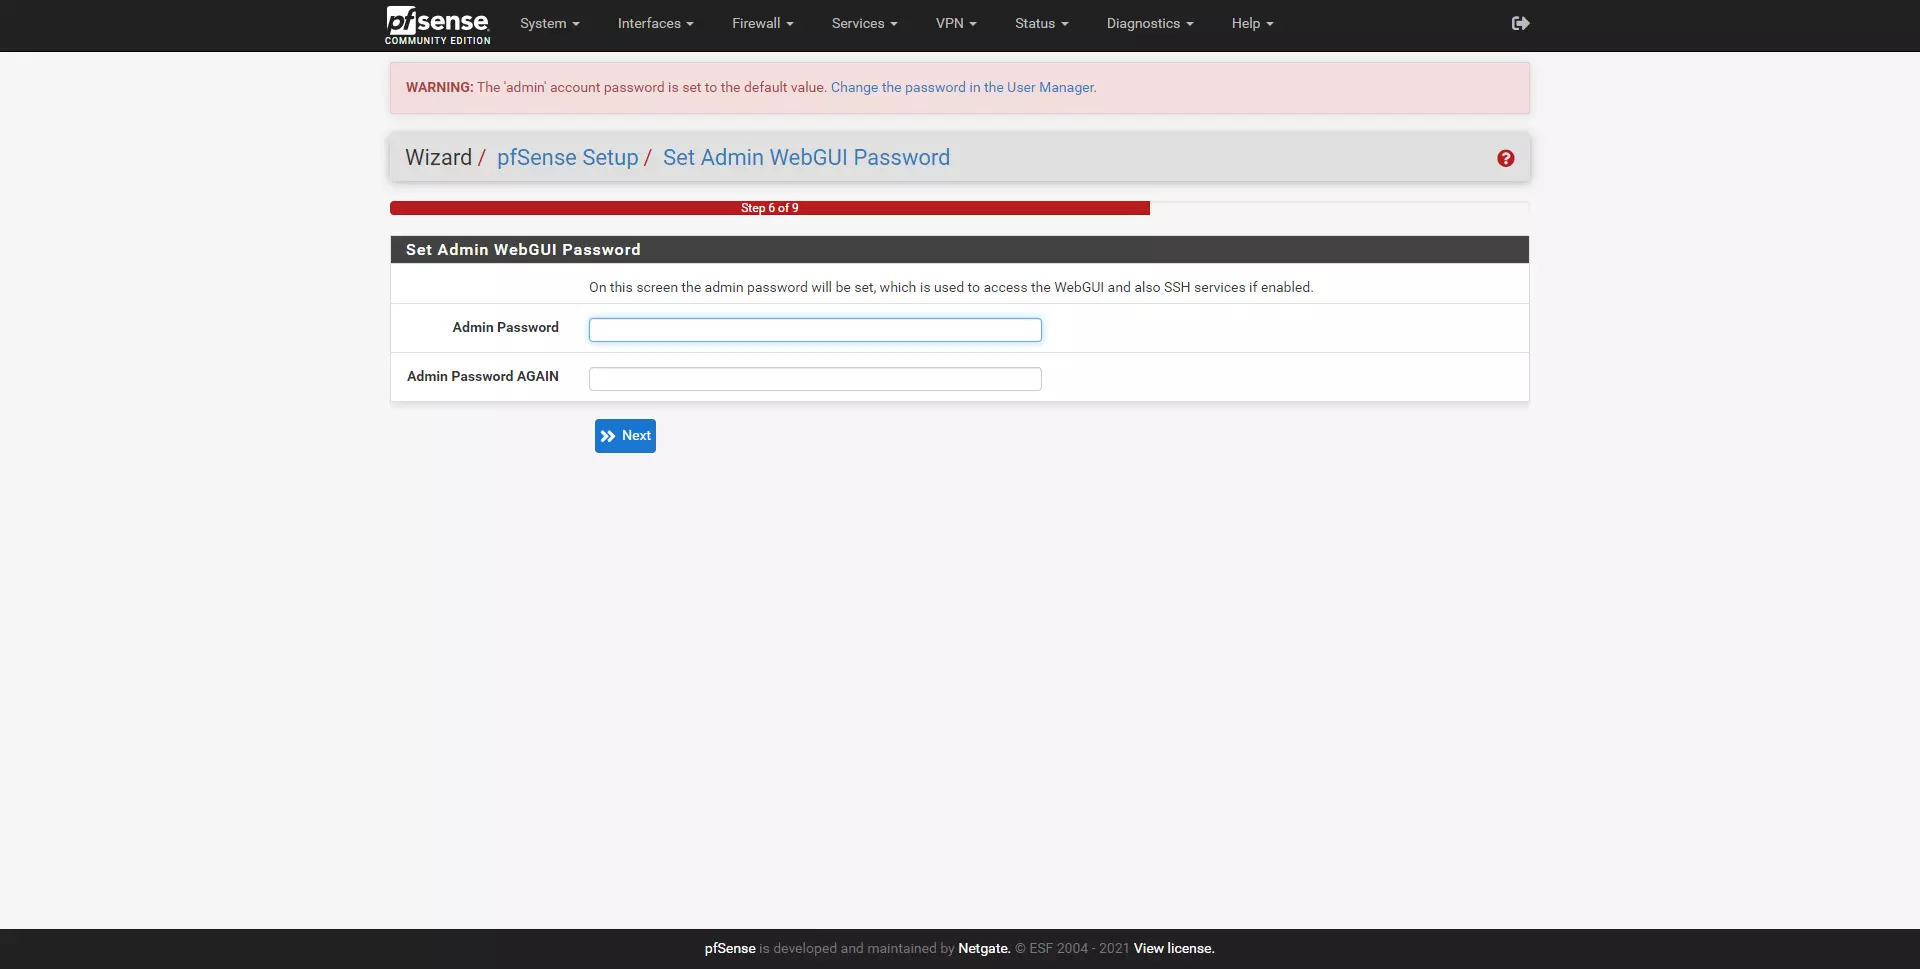 pfsense
COMMUNITY EDITION
System Interfaces Firewall Services VPN Status Diagnostics Help
WARNING: The 'admin' account password is set to the default value. Change the password in the User Manager.
Wizard / pfSense Setup / Set Admin WebGUI Password
Step 6 of 9
Set Admin WebGUI Password
On this screen the admin password will be set, which is used to access the WebGUI and also SSH services if enabled.
Admin Password
Admin Password AGAIN
Next
pfSense is developed and maintained by Netgate. © ESF 2004 - 2021 View license.